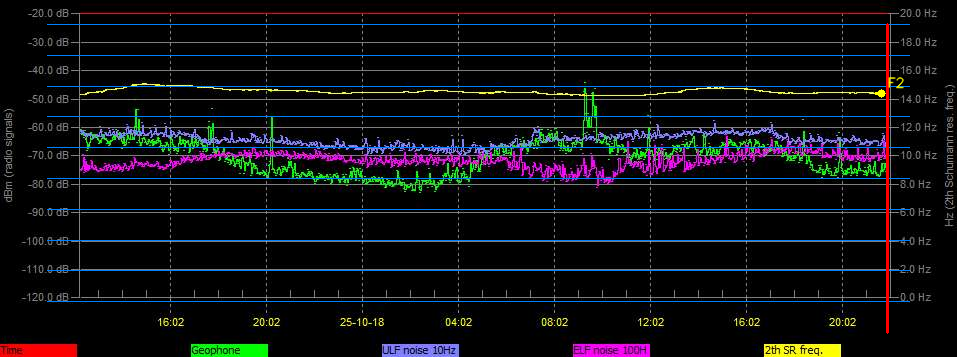 -20.0 dB 20.0 Hz
-30.0 dB 18.0 Hz
-40.0 dB 16.0 Hz
F2
-50.0 dB 14.0 Hz
-60.0 dB 12.0 Hz
-70.0 dB 10.0 Hz
-80.0 dB 8.0 Hz
-90.0 dB 6.0 Hz
-100.0 dB 4.0 Hz
-110.0 dB 2.0 Hz
-120.0 dB 0.0 Hz
dBm (radio signals)
Hz (2th Schumann res. freq.)
16:02 20:02 25-10-18 04:02 08:02 12:02 16:02 20:02
Time Geophone ULF noise 10Hz ELF noise 100H 2th SR freq.